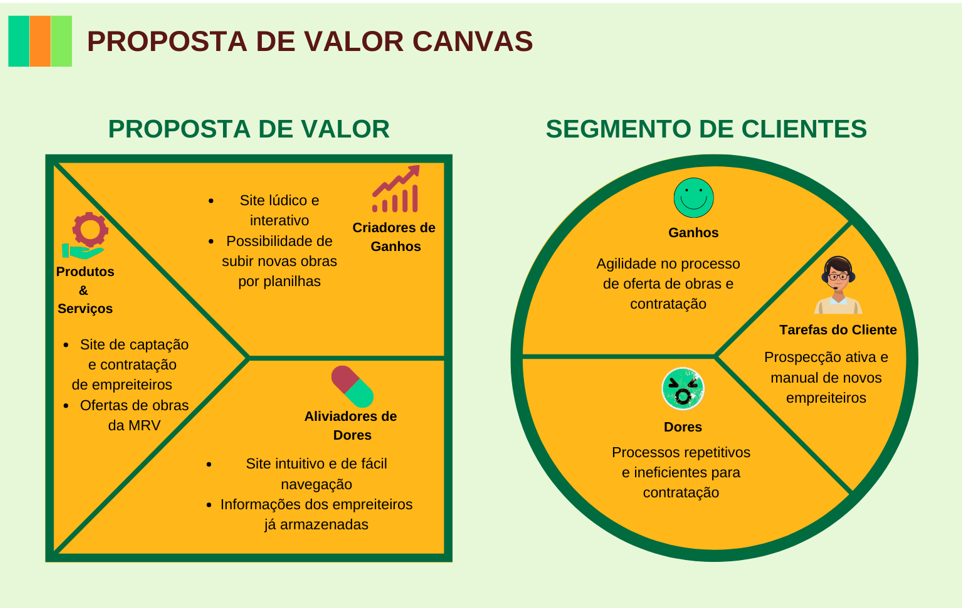 PROPOSTA DE VALOR CANVAS
PROPOSTA DE VALOR
Produtos
&
Serviços
• Site de captação
e contratação
de empreiteiros
• Ofertas de obras
da MRV
• Site lúdico e
interativo
• Possibilidade de
subir novas obras
por planilhas
Criadores de
Ganhos
Aliviadores de
Dores
• Site intuitivo e de fácil
navegação
• Informações dos empreiteiros
já armazenadas
SEGMENTO DE CLIENTES
Ganhos
Agilidade no processo
de oferta de obras e
contratação
Tarefas do Cliente
Prospecção ativa e
manual de novos
empreiteiros
Dores
Processos repetitivos
e ineficientes para
contratação